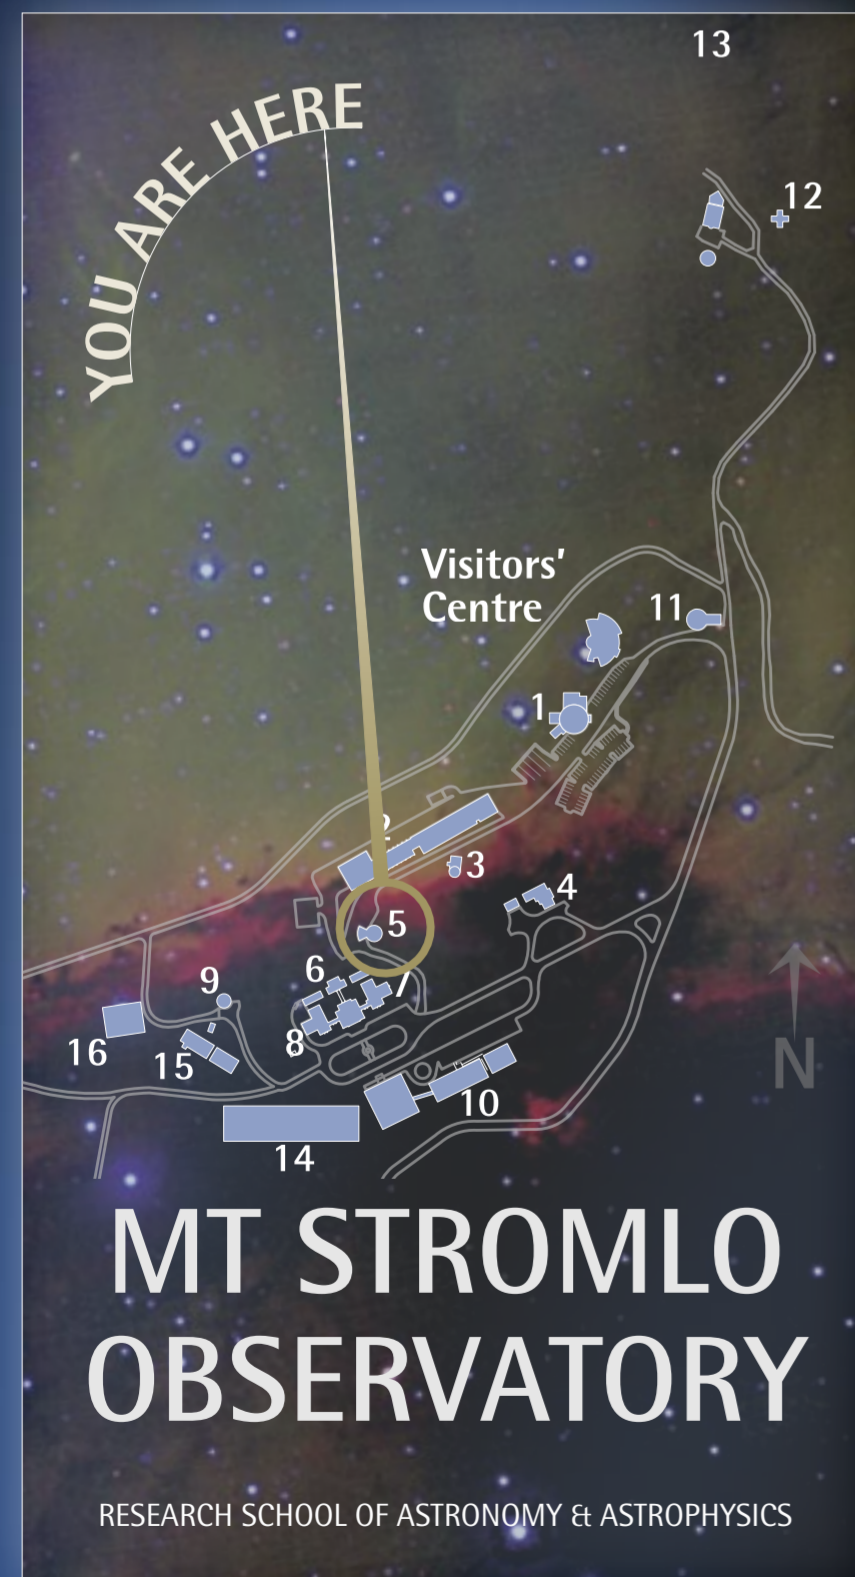 13
YOU ARE HERE
12
Visitors'
Centre
11
1
2
3
4
5
6
7
9
8
16
15
10
14
N
MT STROMLO
OBSERVATORY
RESEARCH SCHOOL OF ASTRONOMY & ASTROPHYSICS